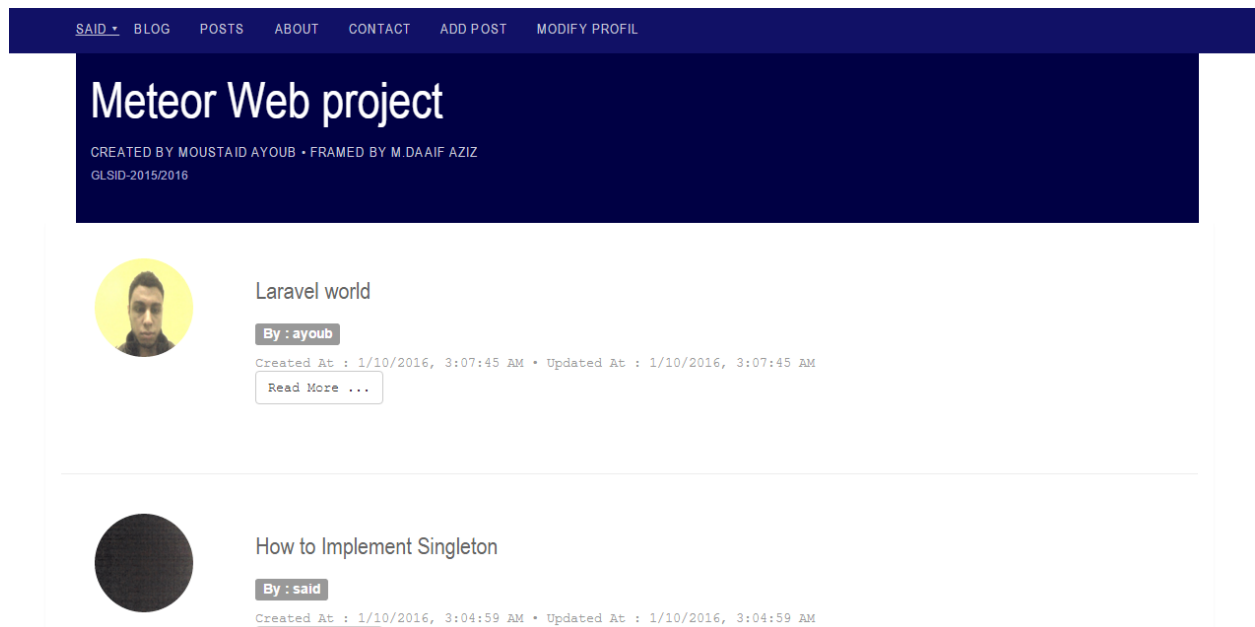 SAID ▾ BLOG POSTS ABOUT CONTACT ADD POST MODIFY PROFIL
Meteor Web project
CREATED BY MOUSTAID AYOUB • FRAMED BY M.DAAIF AZIZ
GLSID-2015/2016
Laravel world
By : ayoub
Created At : 1/10/2016, 3:07:45 AM • Updated At : 1/10/2016, 3:07:45 AM
Read More ...
How to Implement Singleton
By : said
Created At : 1/10/2016, 3:04:59 AM • Updated At : 1/10/2016, 3:04:59 AM